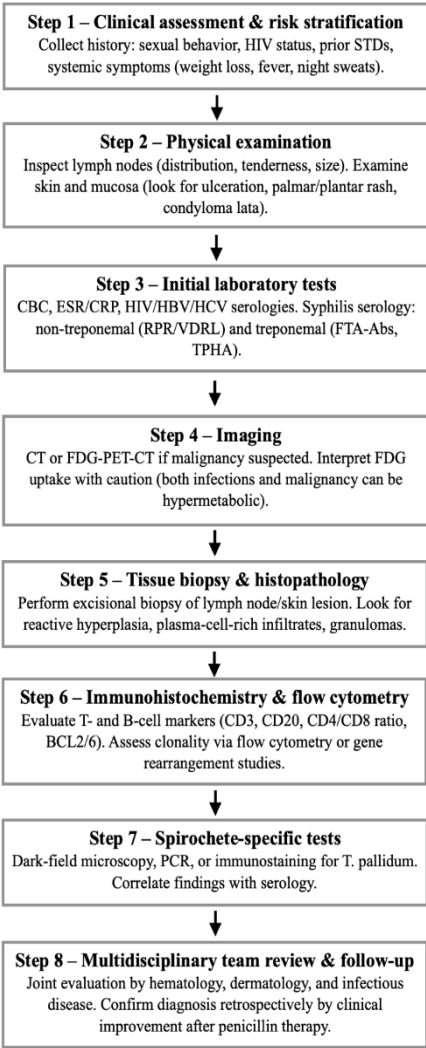 Step 1 – Clinical assessment & risk stratification
Collect history: sexual behavior, HIV status, prior STDs,
systemic symptoms (weight loss, fever, night sweats).
Step 2 – Physical examination
Inspect lymph nodes (distribution, tenderness, size). Examine
skin and mucosa (look for ulceration, palmar/plantar rash,
condyloma lata).
Step 3 – Initial laboratory tests
CBC, ESR/CRP, HIV/HBV/HCV serologies. Syphilis serology:
non-treponemal (RPR/VDRL) and treponemal (FTA-Abs,
TPHA).
Step 4 – Imaging
CT or FDG-PET-CT if malignancy suspected. Interpret FDG
uptake with caution (both infections and malignancy can be
hypermetabolic).
Step 5 – Tissue biopsy & histopathology
Perform excisional biopsy of lymph node/skin lesion. Look for
reactive hyperplasia, plasma-cell-rich infiltrates, granulomas.
Step 6 – Immunohistochemistry & flow cytometry
Evaluate T- and B-cell markers (CD3, CD20, CD4/CD8 ratio,
BCL2/6). Assess clonality via flow cytometry or gene
rearrangement studies.
Step 7 – Spirochete-specific tests
Dark-field microscopy, PCR, or immunostaining for T. pallidum.
Correlate findings with serology.
Step 8 – Multidisciplinary team review & follow-up
Joint evaluation by hematology, dermatology, and infectious
disease. Confirm diagnosis retrospectively by clinical
improvement after penicillin therapy.